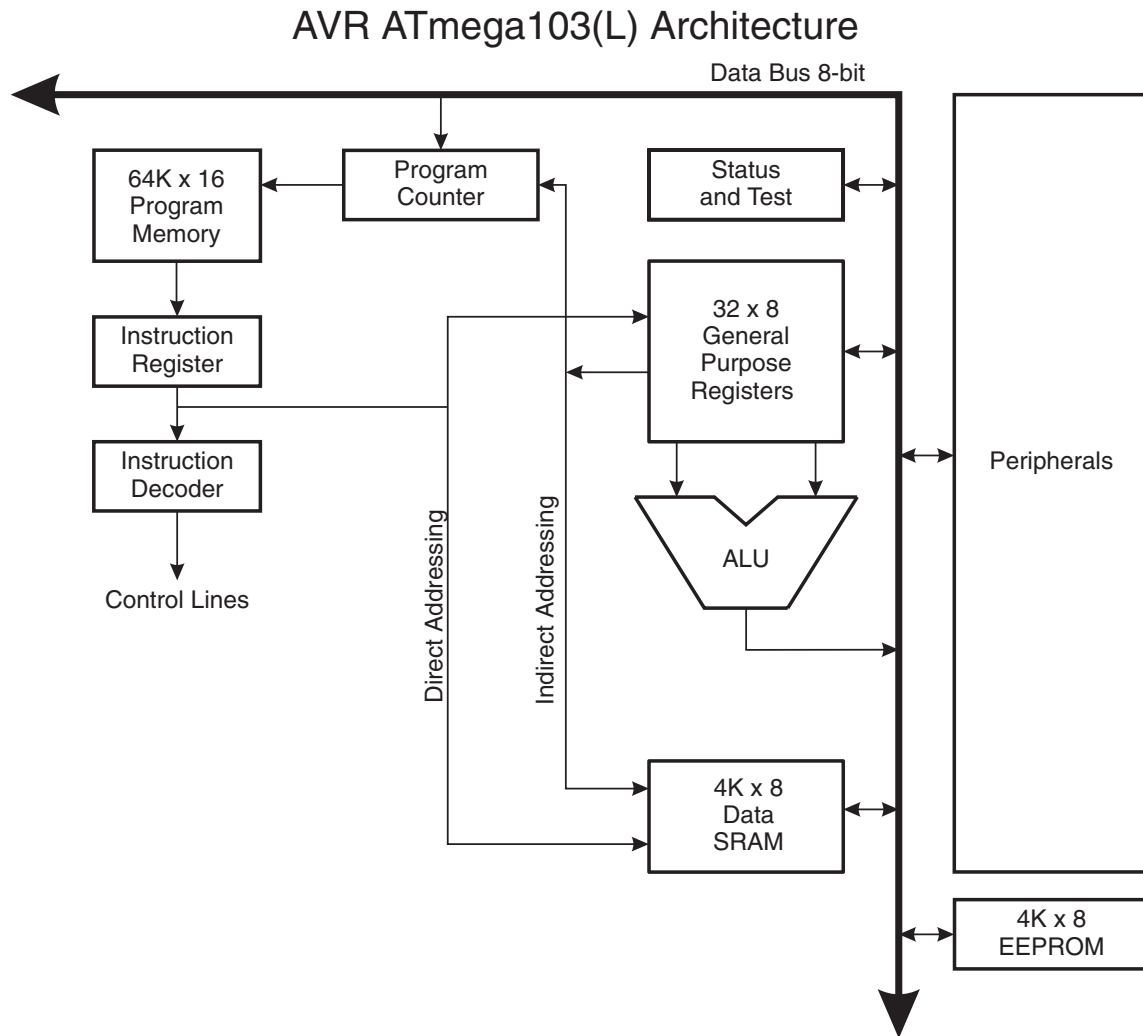 AVR ATmega103(L) Architecture
Data Bus 8-bit
64K x 16
Program
Memory
Program
Counter
Status
and Test
Instruction
Register
32 x 8
General
Purpose
Registers
Instruction
Decoder
Peripherals
Control Lines
Direct Addressing
Indirect Addressing
ALU
4K x 8
Data
SRAM
4K x 8
EEPROM